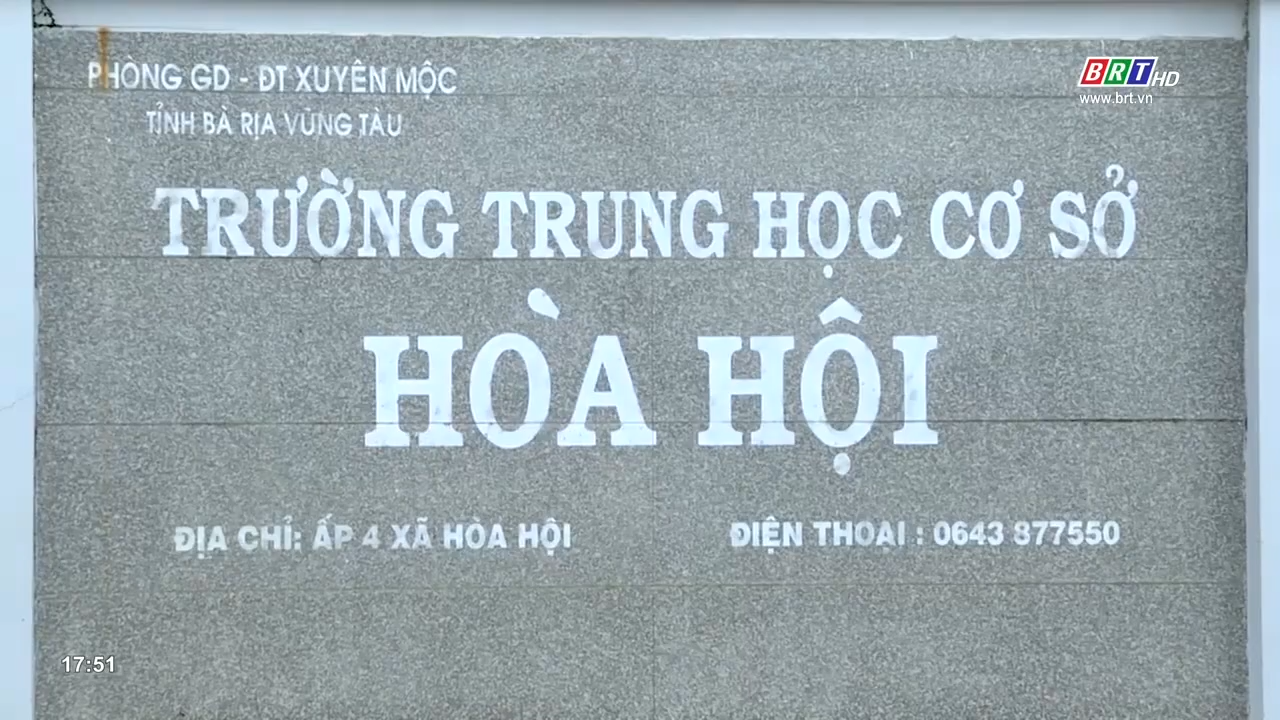 PHÒNG GD - ĐT XUYÊN MỘC
TỈNH BÀ RỊA VŨNG TÀU
BRT HD
www.brt.vn
TRƯỜNG TRUNG HỌC CƠ SỞ
HÒA HỘI
ĐỊA CHỈ: ẤP 4 XÃ HÒA HỘI
ĐIỆN THOẠI : 0643 877550
17:51